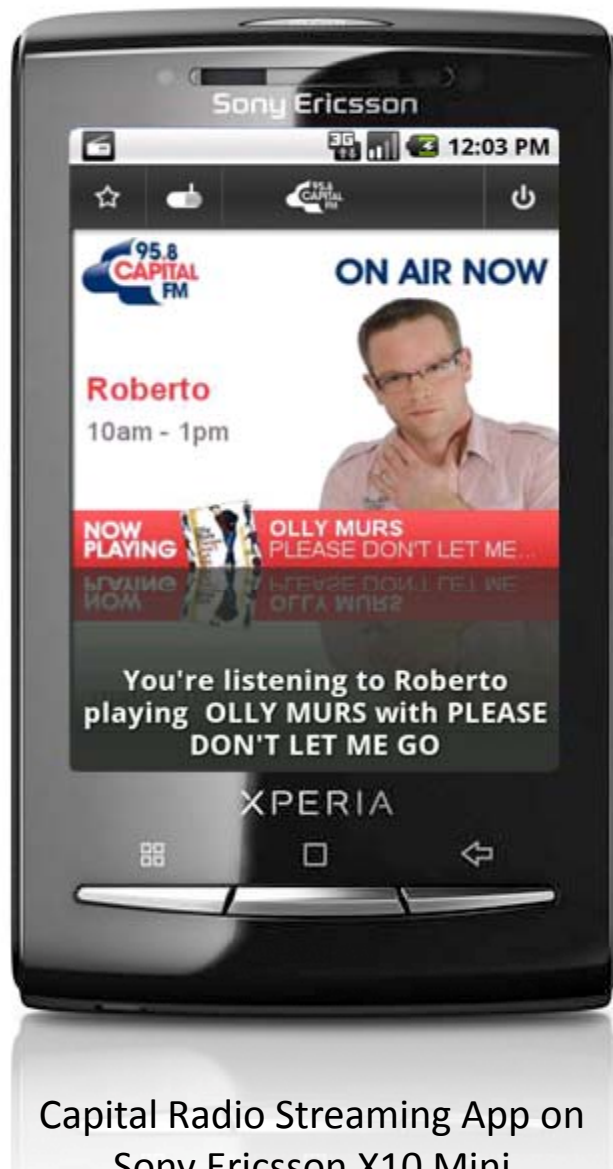 Sony Ericsson
3G 12:03 PM
95.8
CAPITAL
FM
95.8
CAPITAL
FM
ON AIR NOW
Roberto
10am - 1pm
NOW
PLAYING
OLLY MURS
PLEASE DON'T LET ME...
You're listening to Roberto
playing OLLY MURS with PLEASE
DON'T LET ME GO
XPERIA
Capital Radio Streaming App on
Sony Ericsson X10 Mini